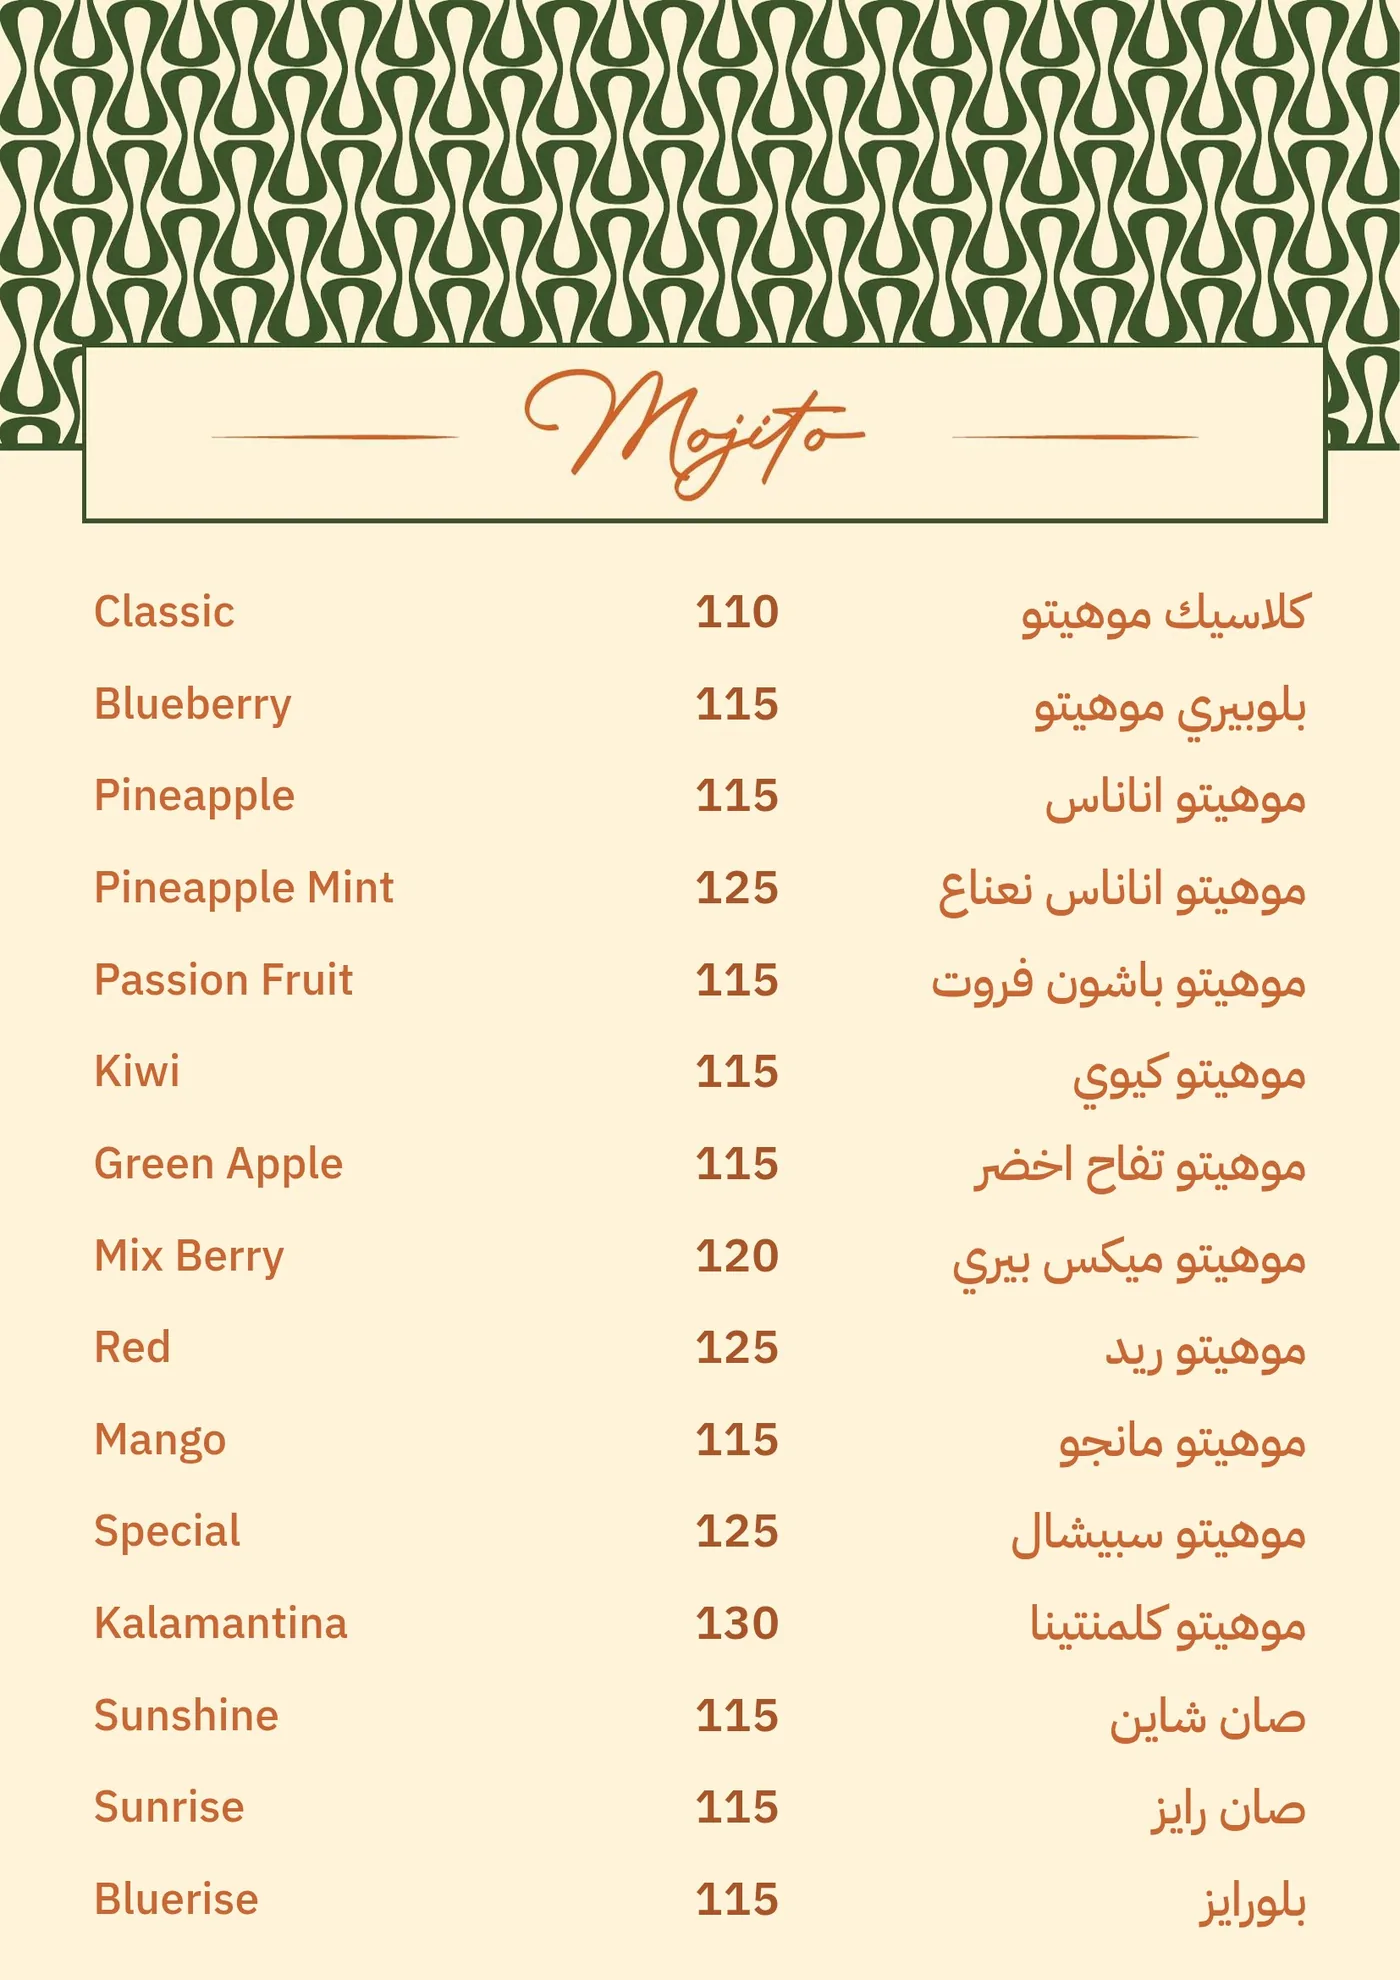 Mojito
Classic 110 كلاسيك موهيتو
Blueberry 115 بلوبيري موهيتو
Pineapple 115 موهيتو اناناس
Pineapple Mint 125 موهيتو اناناس نعناع
Passion Fruit 115 موهيتو باشون فروت
Kiwi 115 موهيتو كيوي
Green Apple 115 موهيتو تفاح اخضر
Mix Berry 120 موهيتو ميكس بيري
Red 125 موهيتو ريد
Mango 115 موهيتو مانجو
Special 125 موهيتو سبيشال
Kalamantina 130 موهيتو كلمنتينا
Sunshine 115 صان شاين
Sunrise 115 صان رايز
Bluerise 115 بلورايز